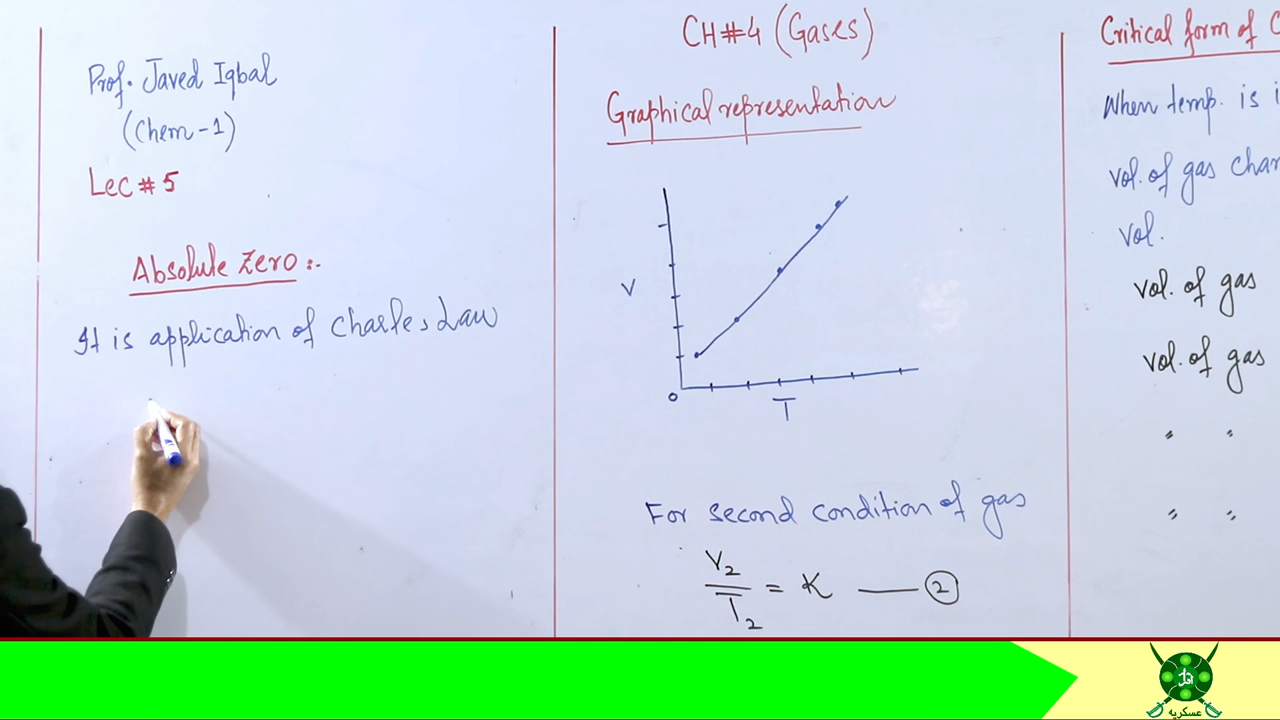 Prof. Javed Iqbal
(Chem-1)
Lec # 5
Absolute Zero :-
It is application of Charles Law
CH#4 (Gases)
Graphical representation
V
0
T
For second condition of gas
V2
T2
= K —— 2
Critical form of C
When temp. is i
vol. of gas chan
vol.
vol. of gas
vol. of gas
" "
" "
عسکریہ